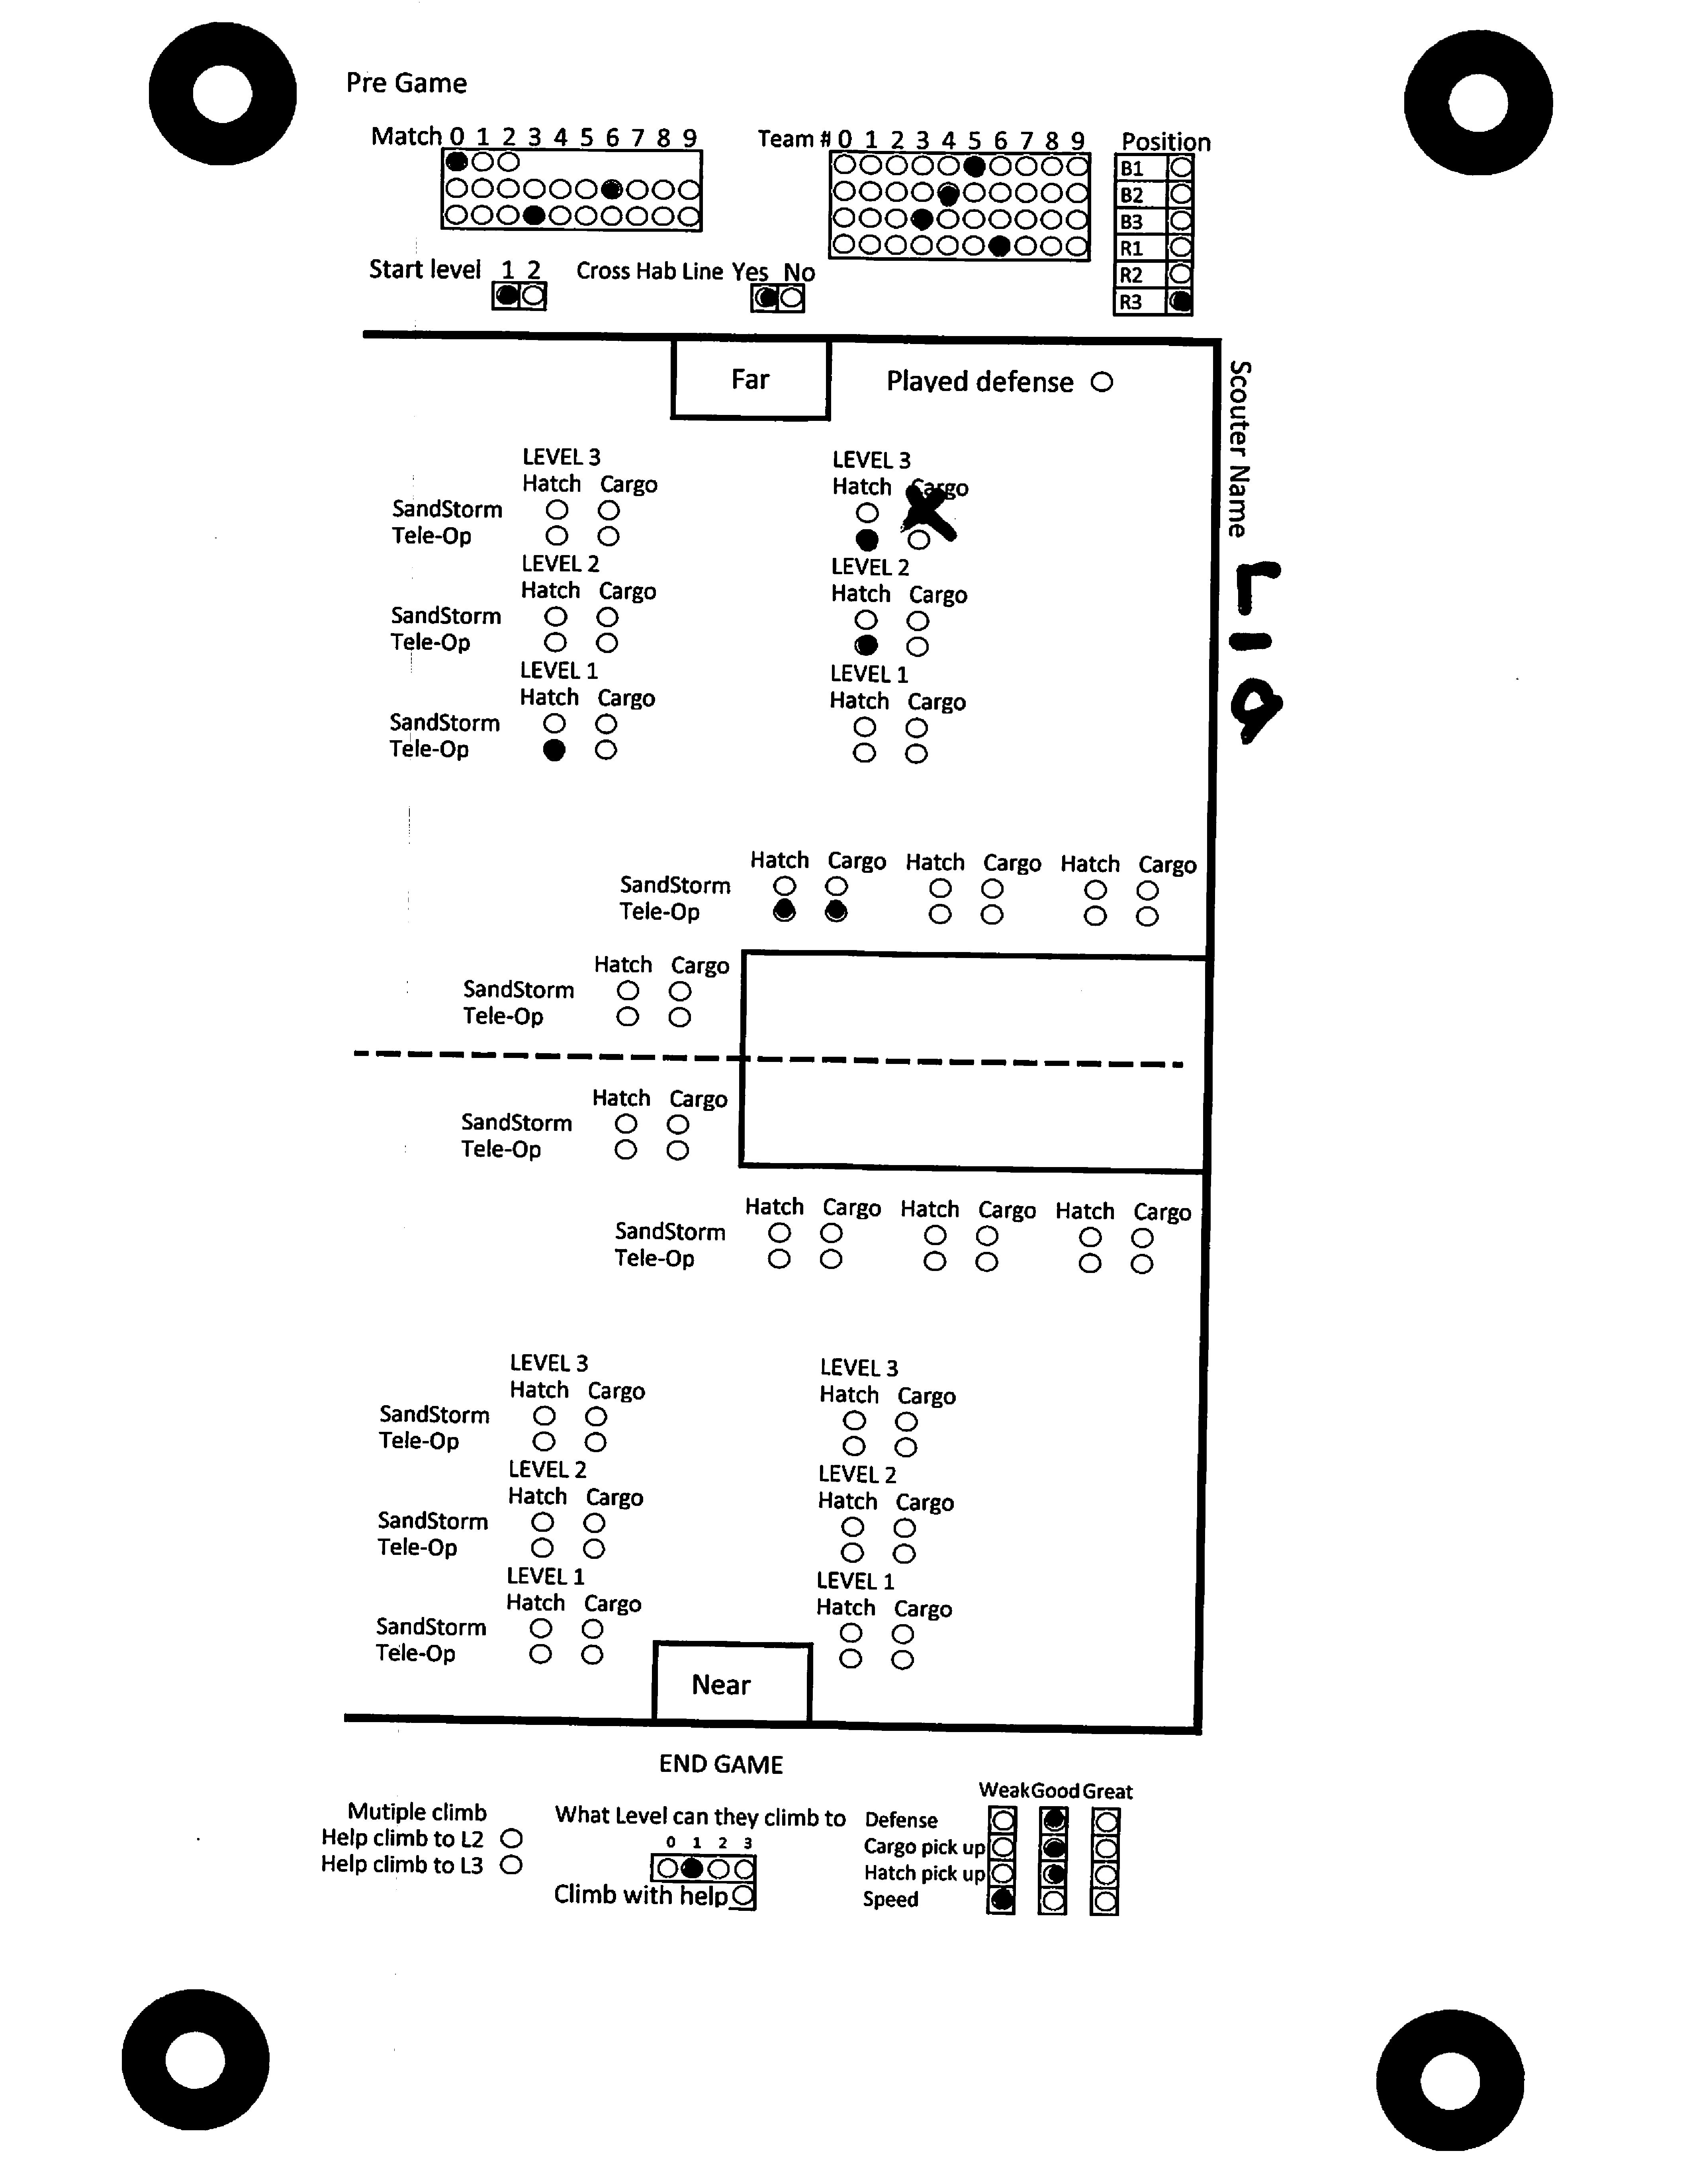 Pre Game
Match 0 1 2 3 4 5 6 7 8 9
Team # 0 1 2 3 4 5 6 7 8 9
Position
B1
B2
B3
R1
R2
R3
Start level 1 2
Cross Hab Line Yes No
Far
Played defense
Scouter Name
LEVEL 3
Hatch Cargo
SandStorm
Tele-Op
LEVEL 2
Hatch Cargo
SandStorm
Tele-Op
LEVEL 1
Hatch Cargo
SandStorm
Tele-Op
LEVEL 3
Hatch Cargo
LEVEL 2
Hatch Cargo
LEVEL 1
Hatch Cargo
Hatch Cargo Hatch Cargo Hatch Cargo
SandStorm
Tele-Op
Hatch Cargo
SandStorm
Tele-Op
Hatch Cargo
SandStorm
Tele-Op
Hatch Cargo Hatch Cargo Hatch Cargo
SandStorm
Tele-Op
LEVEL 3
Hatch Cargo
SandStorm
Tele-Op
LEVEL 2
Hatch Cargo
SandStorm
Tele-Op
LEVEL 1
Hatch Cargo
SandStorm
Tele-Op
LEVEL 3
Hatch Cargo
LEVEL 2
Hatch Cargo
LEVEL 1
Hatch Cargo
Near
END GAME
Mutiple climb
Help climb to L2
Help climb to L3
What Level can they climb to
0 1 2 3
Climb with help
Weak Good Great
Defense
Cargo pick up
Hatch pick up
Speed